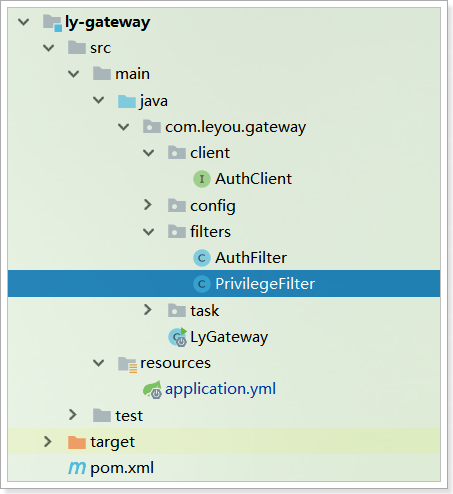 ly-gateway
src
main
java
com.leyou.gateway
client
I AuthClient
config
filters
C AuthFilter
C PrivilegeFilter
task
C LyGateway
resources
application.yml
test
target
m pom.xml